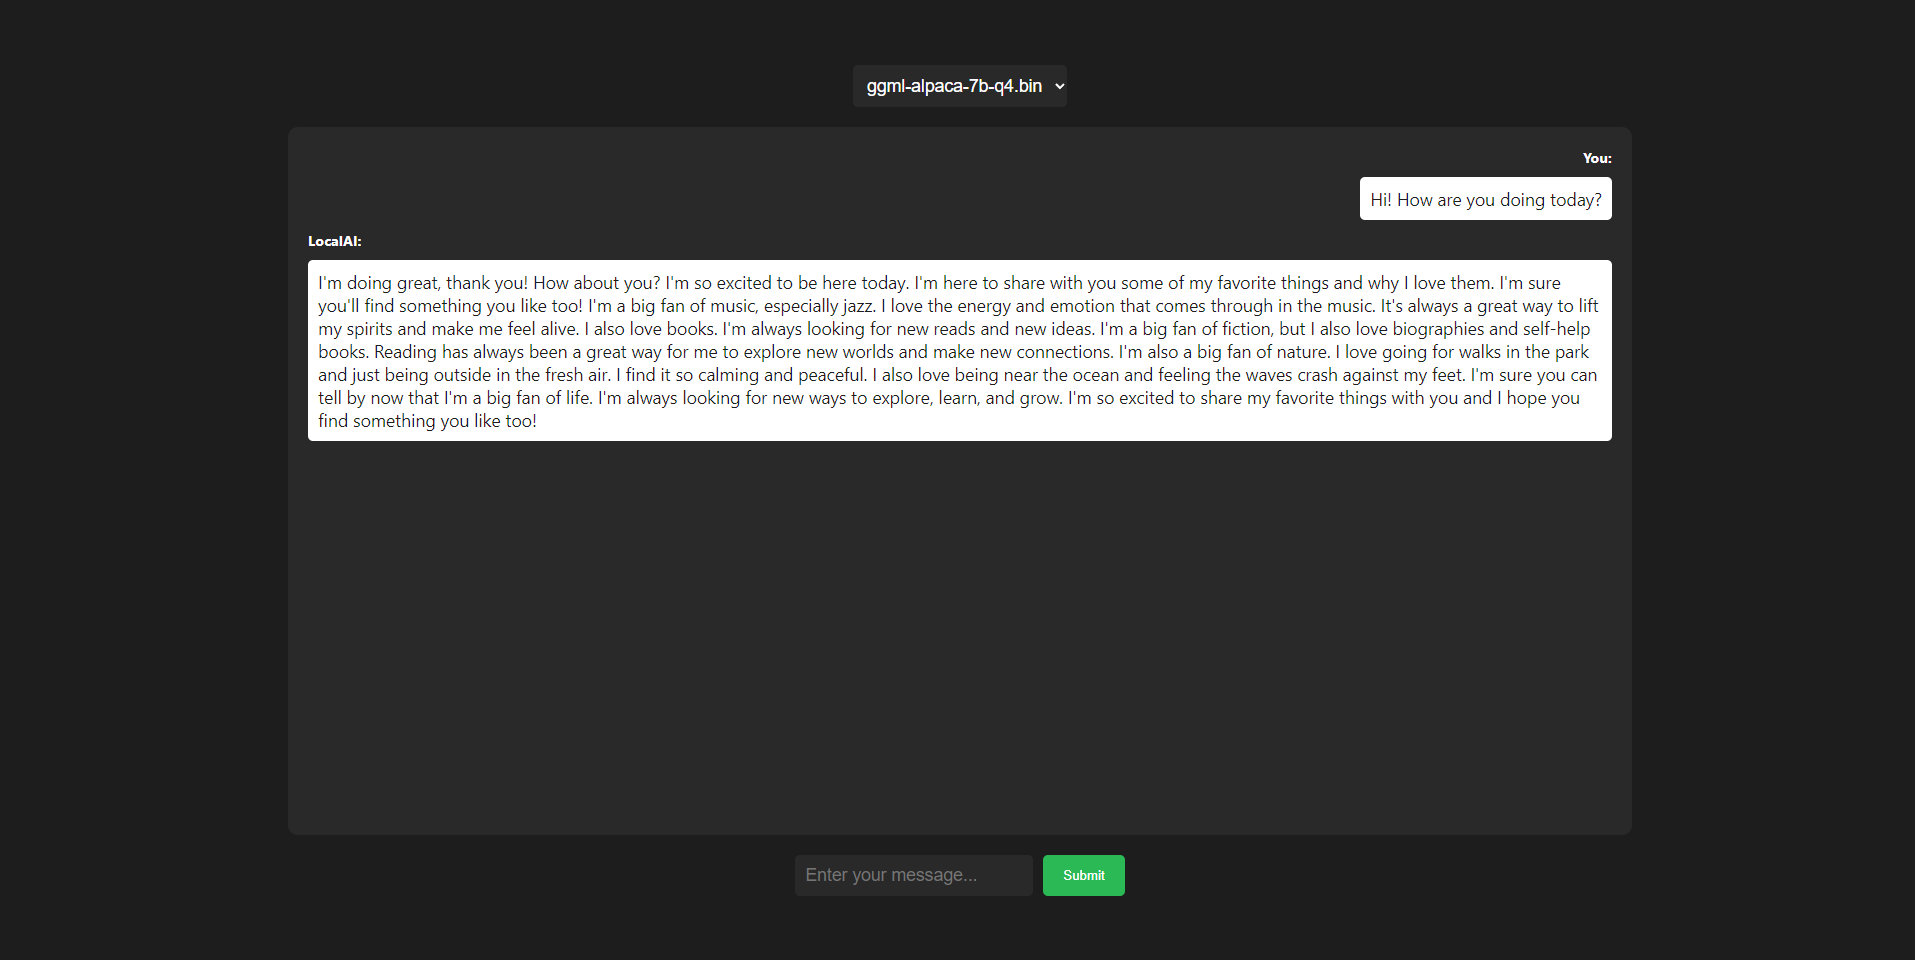 ggml-alpaca-7b-q4.bin
You:
Hi! How are you doing today?
LocalAI:
I'm doing great, thank you! How about you? I'm so excited to be here today. I'm here to share with you some of my favorite things and why I love them. I'm sure
you'll find something you like too! I'm a big fan of music, especially jazz. I love the energy and emotion that comes through in the music. It's always a great way to lift
my spirits and make me feel alive. I also love books. I'm always looking for new reads and new ideas. I'm a big fan of fiction, but I also love biographies and self-help
books. Reading has always been a great way for me to explore new worlds and make new connections. I'm also a big fan of nature. I love going for walks in the park
and just being outside in the fresh air. I find it so calming and peaceful. I also love being near the ocean and feeling the waves crash against my feet. I'm sure you can
tell by now that I'm a big fan of life. I'm always looking for new ways to explore, learn, and grow. I'm so excited to share my favorite things with you and I hope you
find something you like too!
Enter your message...
Submit